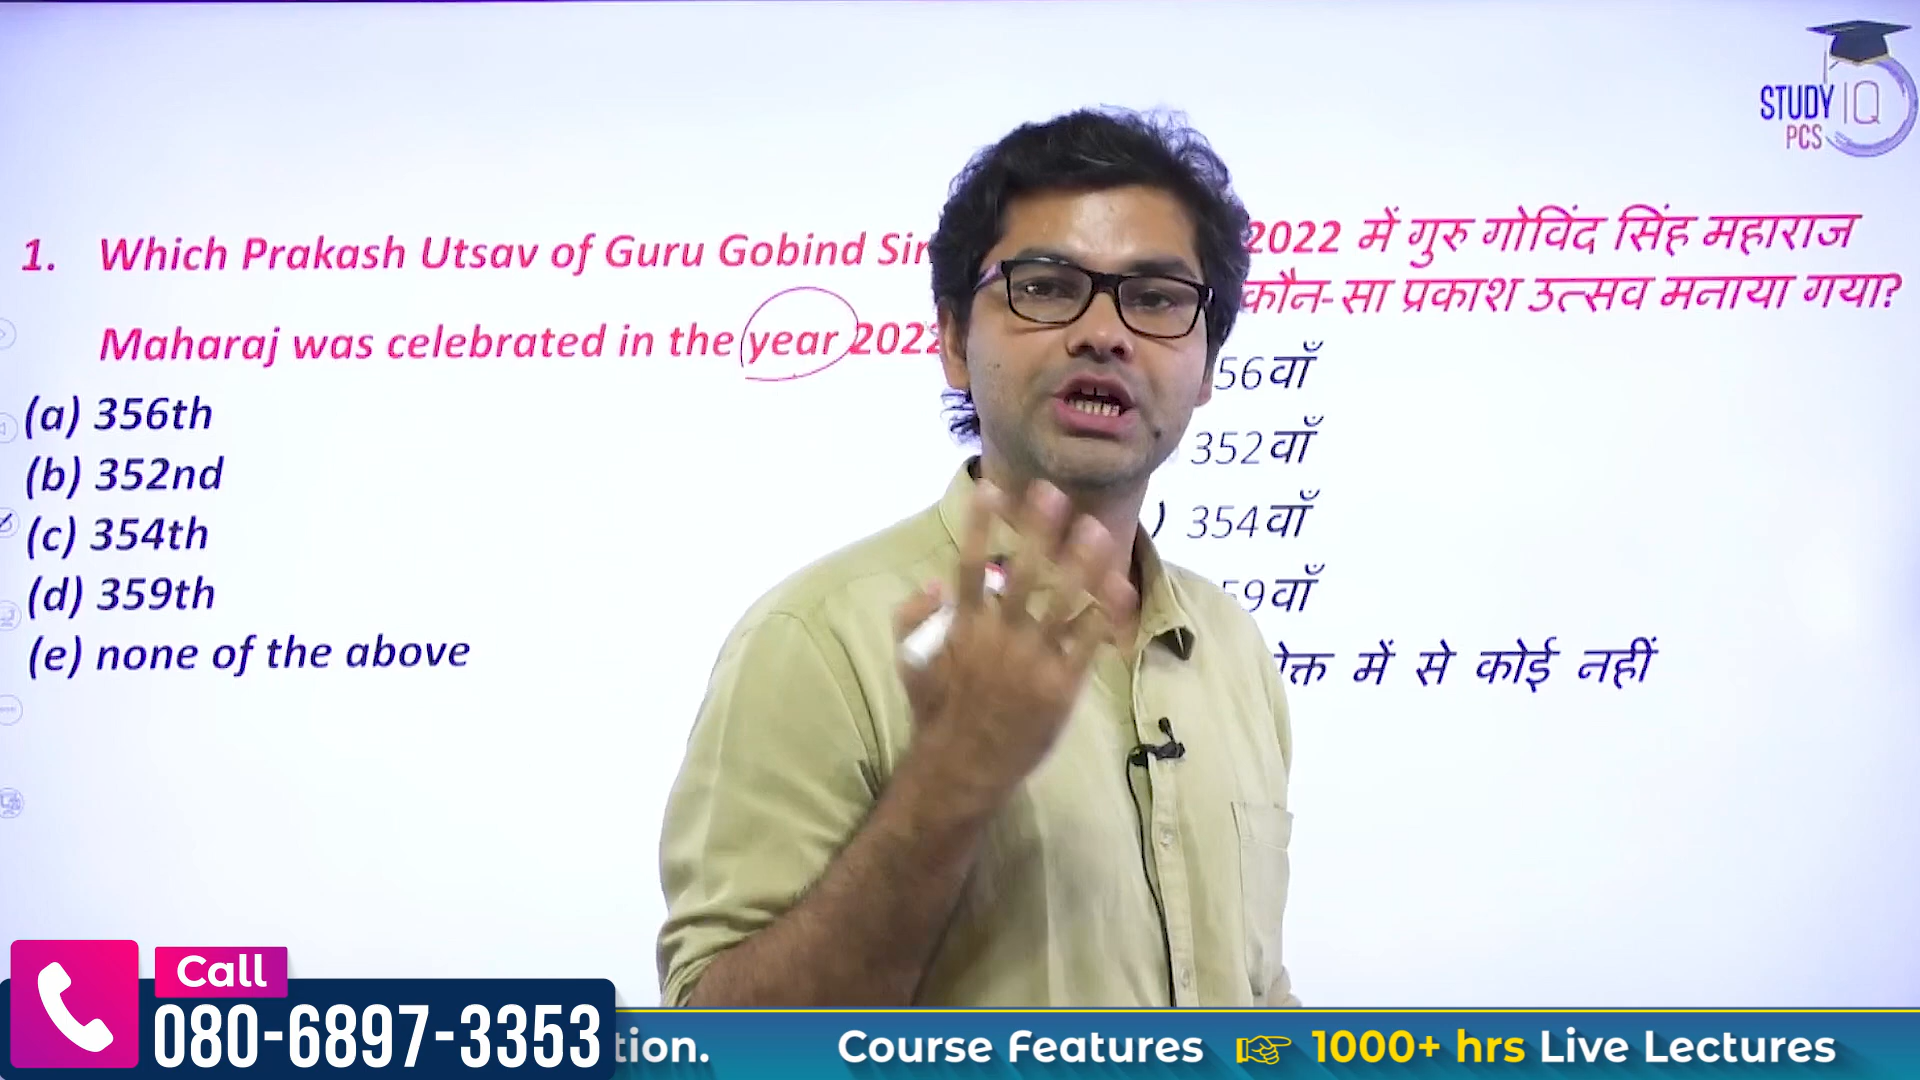 STUDY IQ
PCS
1. Which Prakash Utsav of Guru Gobind
Maharaj was celebrated in the year 2022
(a) 356th
(b) 352nd
(c) 354th
(d) 359th
(e) none of the above
2022 में गुरु गोविंद सिंह महाराज
कौन-सा प्रकाश उत्सव मनाया गया?
56वाँ
352वाँ
) 354वाँ
59वाँ
में से कोई नहीं
Call
080-6897-3353
tion. Course Features 1000+ hrs Live Lectures